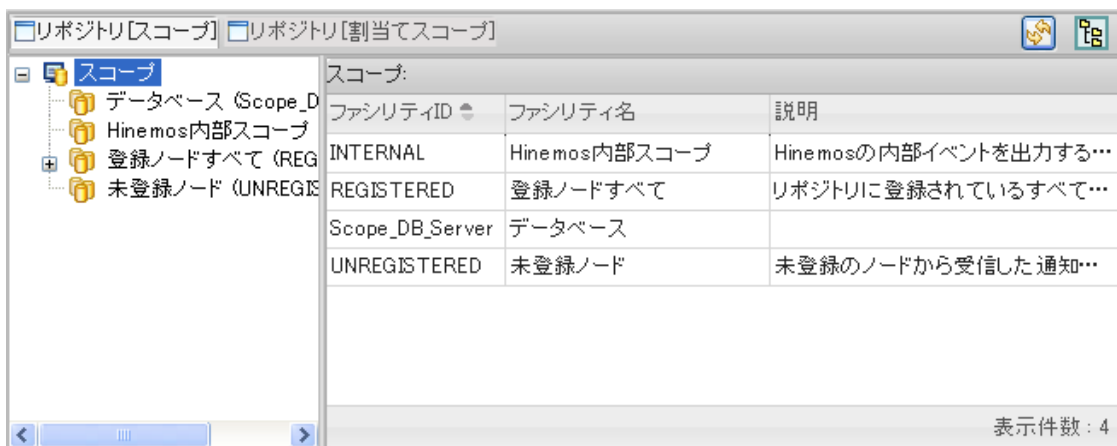 リポジトリ[スコープ] リポジトリ[割当てスコープ]
スコープ
データベース (Scope_D
Hinemos内部スコープ
登録ノードすべて (REG
未登録ノード (UNREGIS
スコープ:
ファシリティID ファシリティ名 説明
INTERNAL Hinemos内部スコープ Hinemosの内部イベントを出力する…
REGISTERED 登録ノードすべて リポジトリに登録されているすべて…
Scope_DB_Server データベース
UNREGISTERED 未登録ノード 未登録のノードから受信した通知…
表示件数 : 4